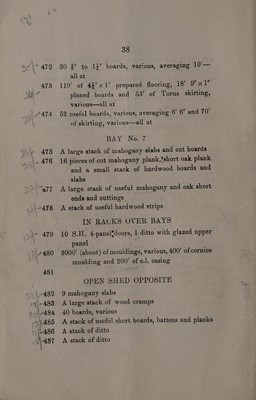 38
472 30 ¾" to 1½" boards, various, averaging 10'—
all at
473 119' of 4½" x 1" prepared flooring, 18' 9" x 1"
planed boards and 53' of Torus skirting,
various—all at
474 52 useful boards, various, averaging 6' 6" and 70'
of skirting, various—all at
BAY No. 7
475 A large stack of mahogany slabs and cut boards
476 16 pieces of cut mahogany plank, short oak plank
and a small stack of hardwood boards and
slabs
477 A large stack of useful mahogany and oak short
ends and cuttings
478 A stack of useful hardwood strips
IN RACKS OVER BAYS
479 10 S.H. 4-panel doors, 1 ditto with glazed upper
panel
480 3000' (about) of mouldings, various, 400' of cornice
moulding and 200' of o.l. casing
481
OPEN SHED OPPOSITE
482 9 mahogany slabs
483 A large stack of wood cramps
484 40 boards, various
485 A stack of useful short boards, battens and planks
486 A stack of ditto
487 A stack of ditto